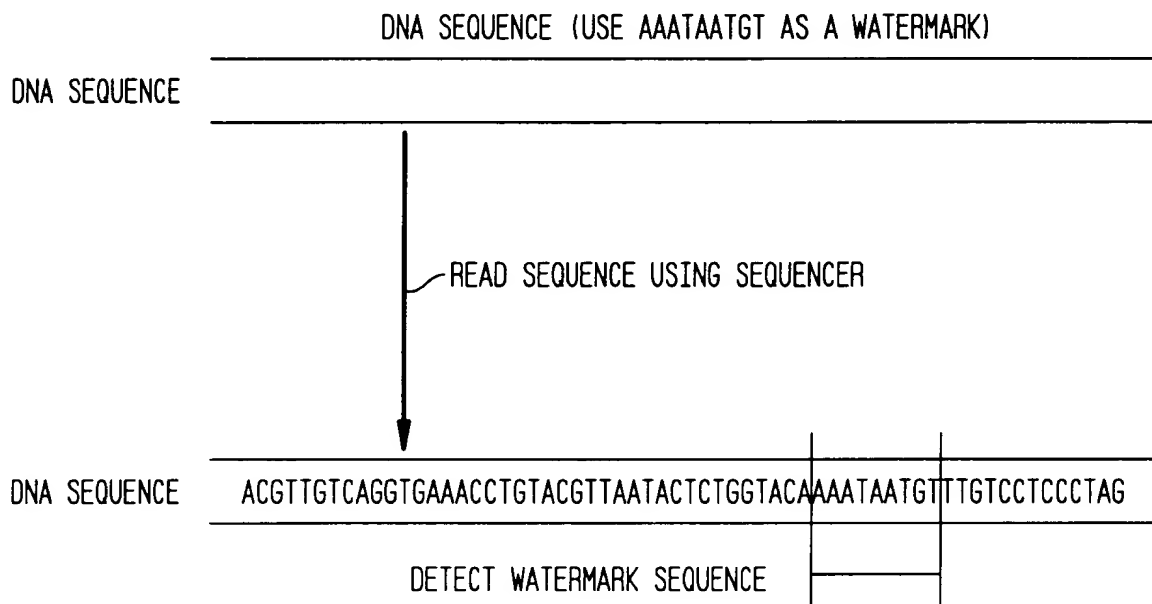 DNA SEQUENCE (USE AAATAATGT AS A WATERMARK)
DNA SEQUENCE
READ SEQUENCE USING SEQUENCER
DNA SEQUENCE ACGTTGTCAGGTGAAACCTGTACGTTAATACTCTGGTACAAAATAATGTTTGTCCTCCCTAG
DETECT WATERMARK SEQUENCE